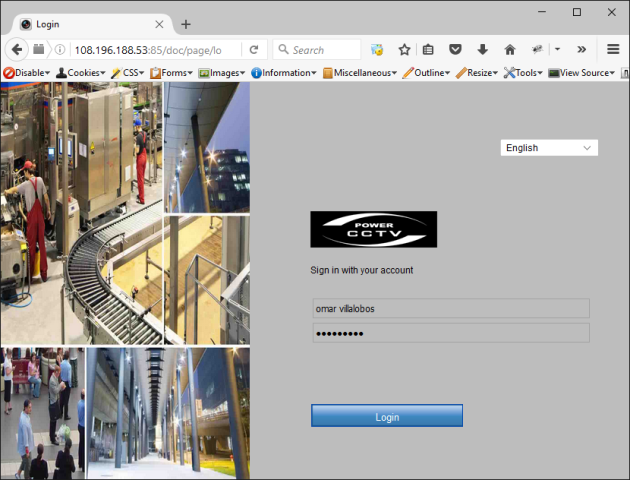 Login
108.196.188.53:85/doc/page/lo
Search
Disable Cookies CSS Forms Images Information Miscellaneous Outline Resize Tools View Source
English
POWER
CCTV
Sign in with your account
omar villalobos
•••••••••
Login